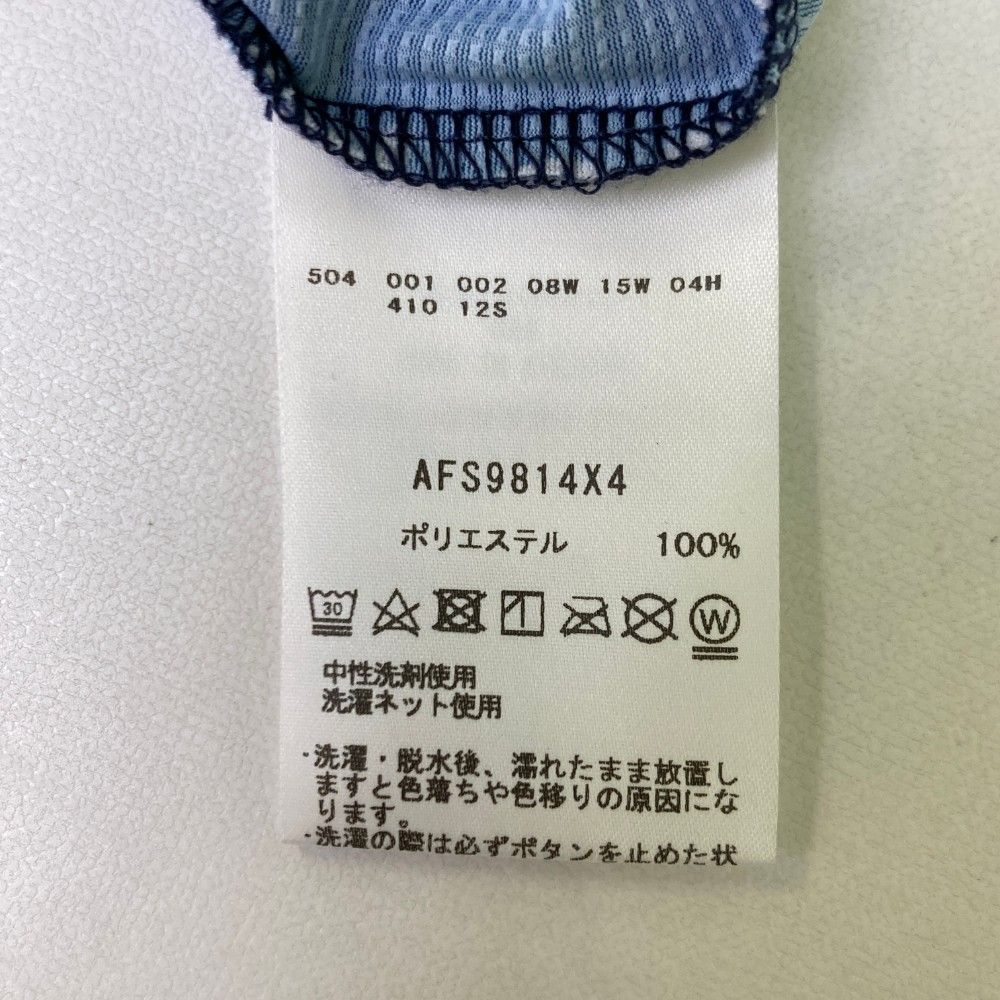 504 001 002 08W 15W 04H
410 12S
AFS9814X4
ポリエステル 100%
30
W
中性洗剤使用
洗濯ネット使用
・洗濯・脱水後、濡れたまま放置し
ますと色落ちや色移りの原因にな
ります。
・洗濯の際は必ずボタンを止めた状